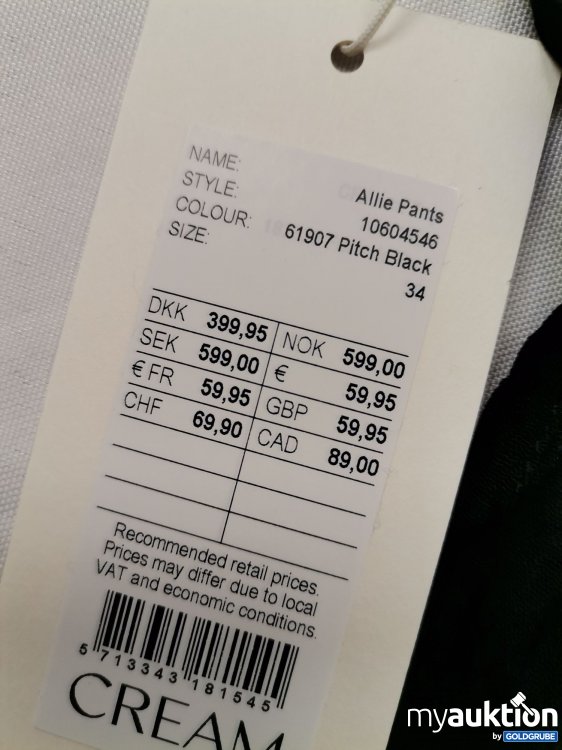 NAME: Allie Pants
STYLE: 10604546
COLOUR: 61907 Pitch Black
SIZE: 34
DKK 399,95 NOK 599,00
SEK 599,00 € 59,95
€ FR 59,95 GBP 59,95
CHF 69,90 CAD 89,00
Recommended retail prices.
Prices may differ due to local
VAT and economic conditions.
5 713343 181545
CREAM
myauktion
by GOLDGRUBE